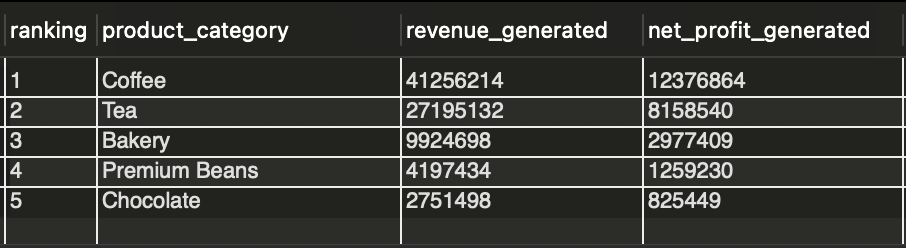 ranking product_category revenue_generated net_profit_generated
1 Coffee 41256214 12376864
2 Tea 27195132 8158540
3 Bakery 9924698 2977409
4 Premium Beans 4197434 1259230
5 Chocolate 2751498 825449